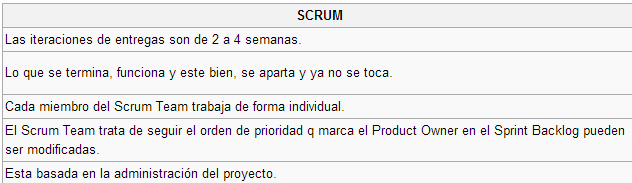 SCRUM
Las iteraciones de entregas son de 2 a 4 semanas.
Lo que se termina, funciona y este bien, se aparta y ya no se toca.
Cada miembro del Scrum Team trabaja de forma individual.
El Scrum Team trata de seguir el orden de prioridad q marca el Product Owner en el Sprint Backlog pueden
ser modificadas.
Esta basada en la administración del proyecto.